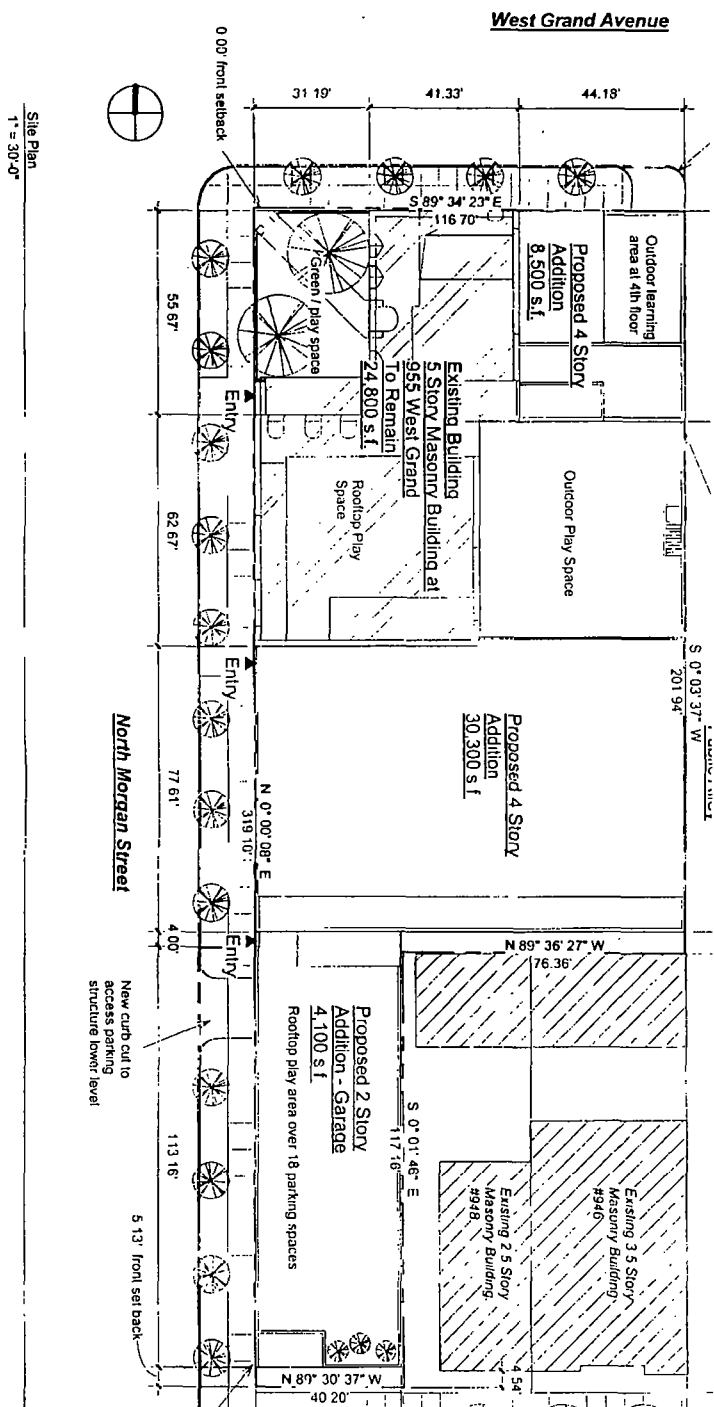 West Grand Avenue
31 19'
41.33'
44.18'
0 00' front setback
S 89° 34' 23" E
116 70'
Site Plan
1" = 30'-0"
Green / play space
Proposed 4 Story
Addition
8,500 s.f.
Outdoor learning
area at 4th floor
55 67'
Entry
Existing Building
5 Story Masonry Building at
955 West Grand
To Remain
24,800 s.f.
Rooftop Play
Space
Outdoor Play Space
62 67'
Entry
S 0° 03' 37" W
201 94'
Public Alley
Proposed 4 Story
Addition
30,300 s f
North Morgan Street
77 61'
N 0° 00' 08" E
319 10'
4 00'
Entry
N 89° 36' 27" W
76.36'
New curb cut to
access parking
structure lower level
Proposed 2 Story
Addition - Garage
4,100 s f
Rooftop play area over 18 parking spaces
S 0° 01' 46" E
117 16'
Existing 3 5 Story
Masonry Building
#946
Existing 2 5 Story
Masonry Building
#948
113 16'
5 13' front set back
4 54'
N 89° 30' 37" W
40 20'